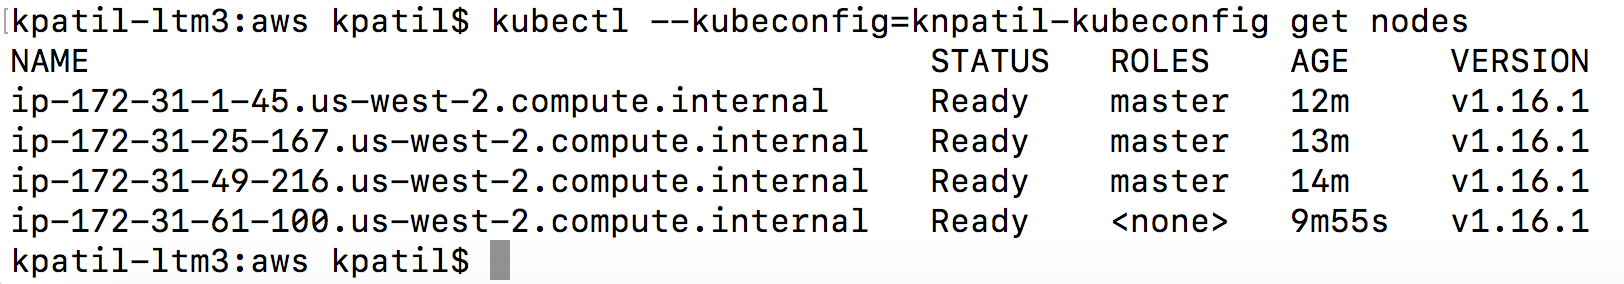 kpatil-ltm3:aws kpatil$ kubectl --kubeconfig=knpatil-kubeconfig get nodes
NAME STATUS ROLES AGE VERSION
ip-172-31-1-45.us-west-2.compute.internal Ready master 12m v1.16.1
ip-172-31-25-167.us-west-2.compute.internal Ready master 13m v1.16.1
ip-172-31-49-216.us-west-2.compute.internal Ready master 14m v1.16.1
ip-172-31-61-100.us-west-2.compute.internal Ready <none> 9m55s v1.16.1
kpatil-ltm3:aws kpatil$